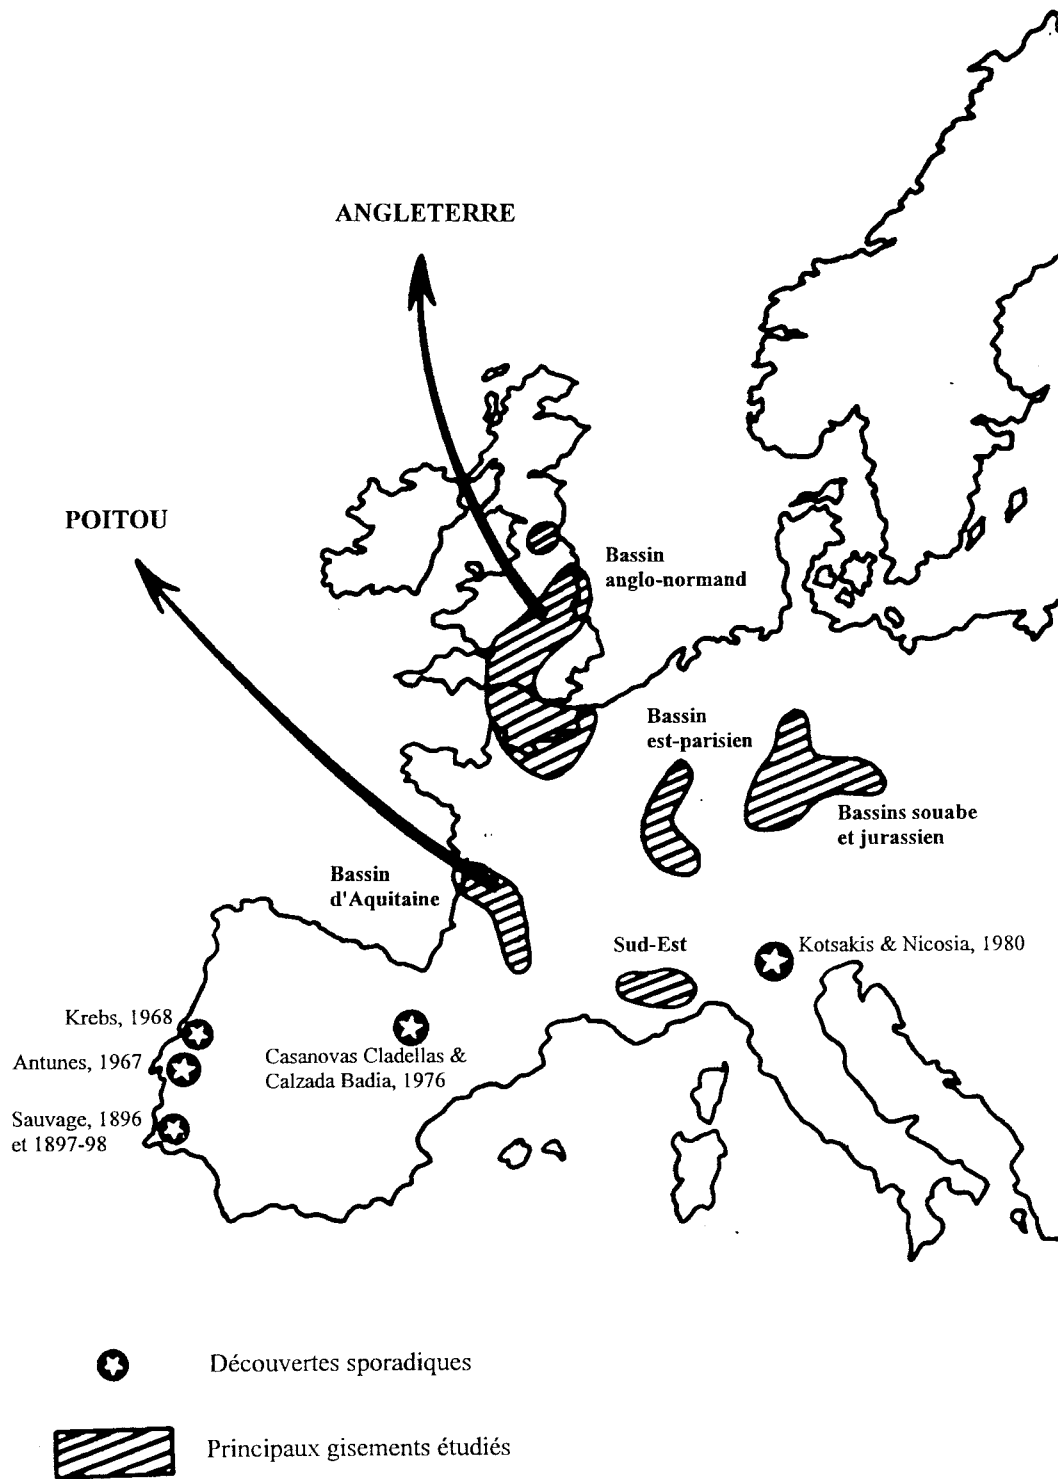 ANGLETERRE
POITOU
Bassin
anglo-normand
Bassin
est-parisien
Bassins souabe
et jurassien
Bassin
d'Aquitaine
Sud-Est
Kotsakis & Nicosia, 1980
Krebs, 1968
Antunes, 1967
Casanovas Cladellas &
Calzada Badia, 1976
Sauvage, 1896
et 1897-98
Découvertes sporadiques
Principaux gisements étudiés